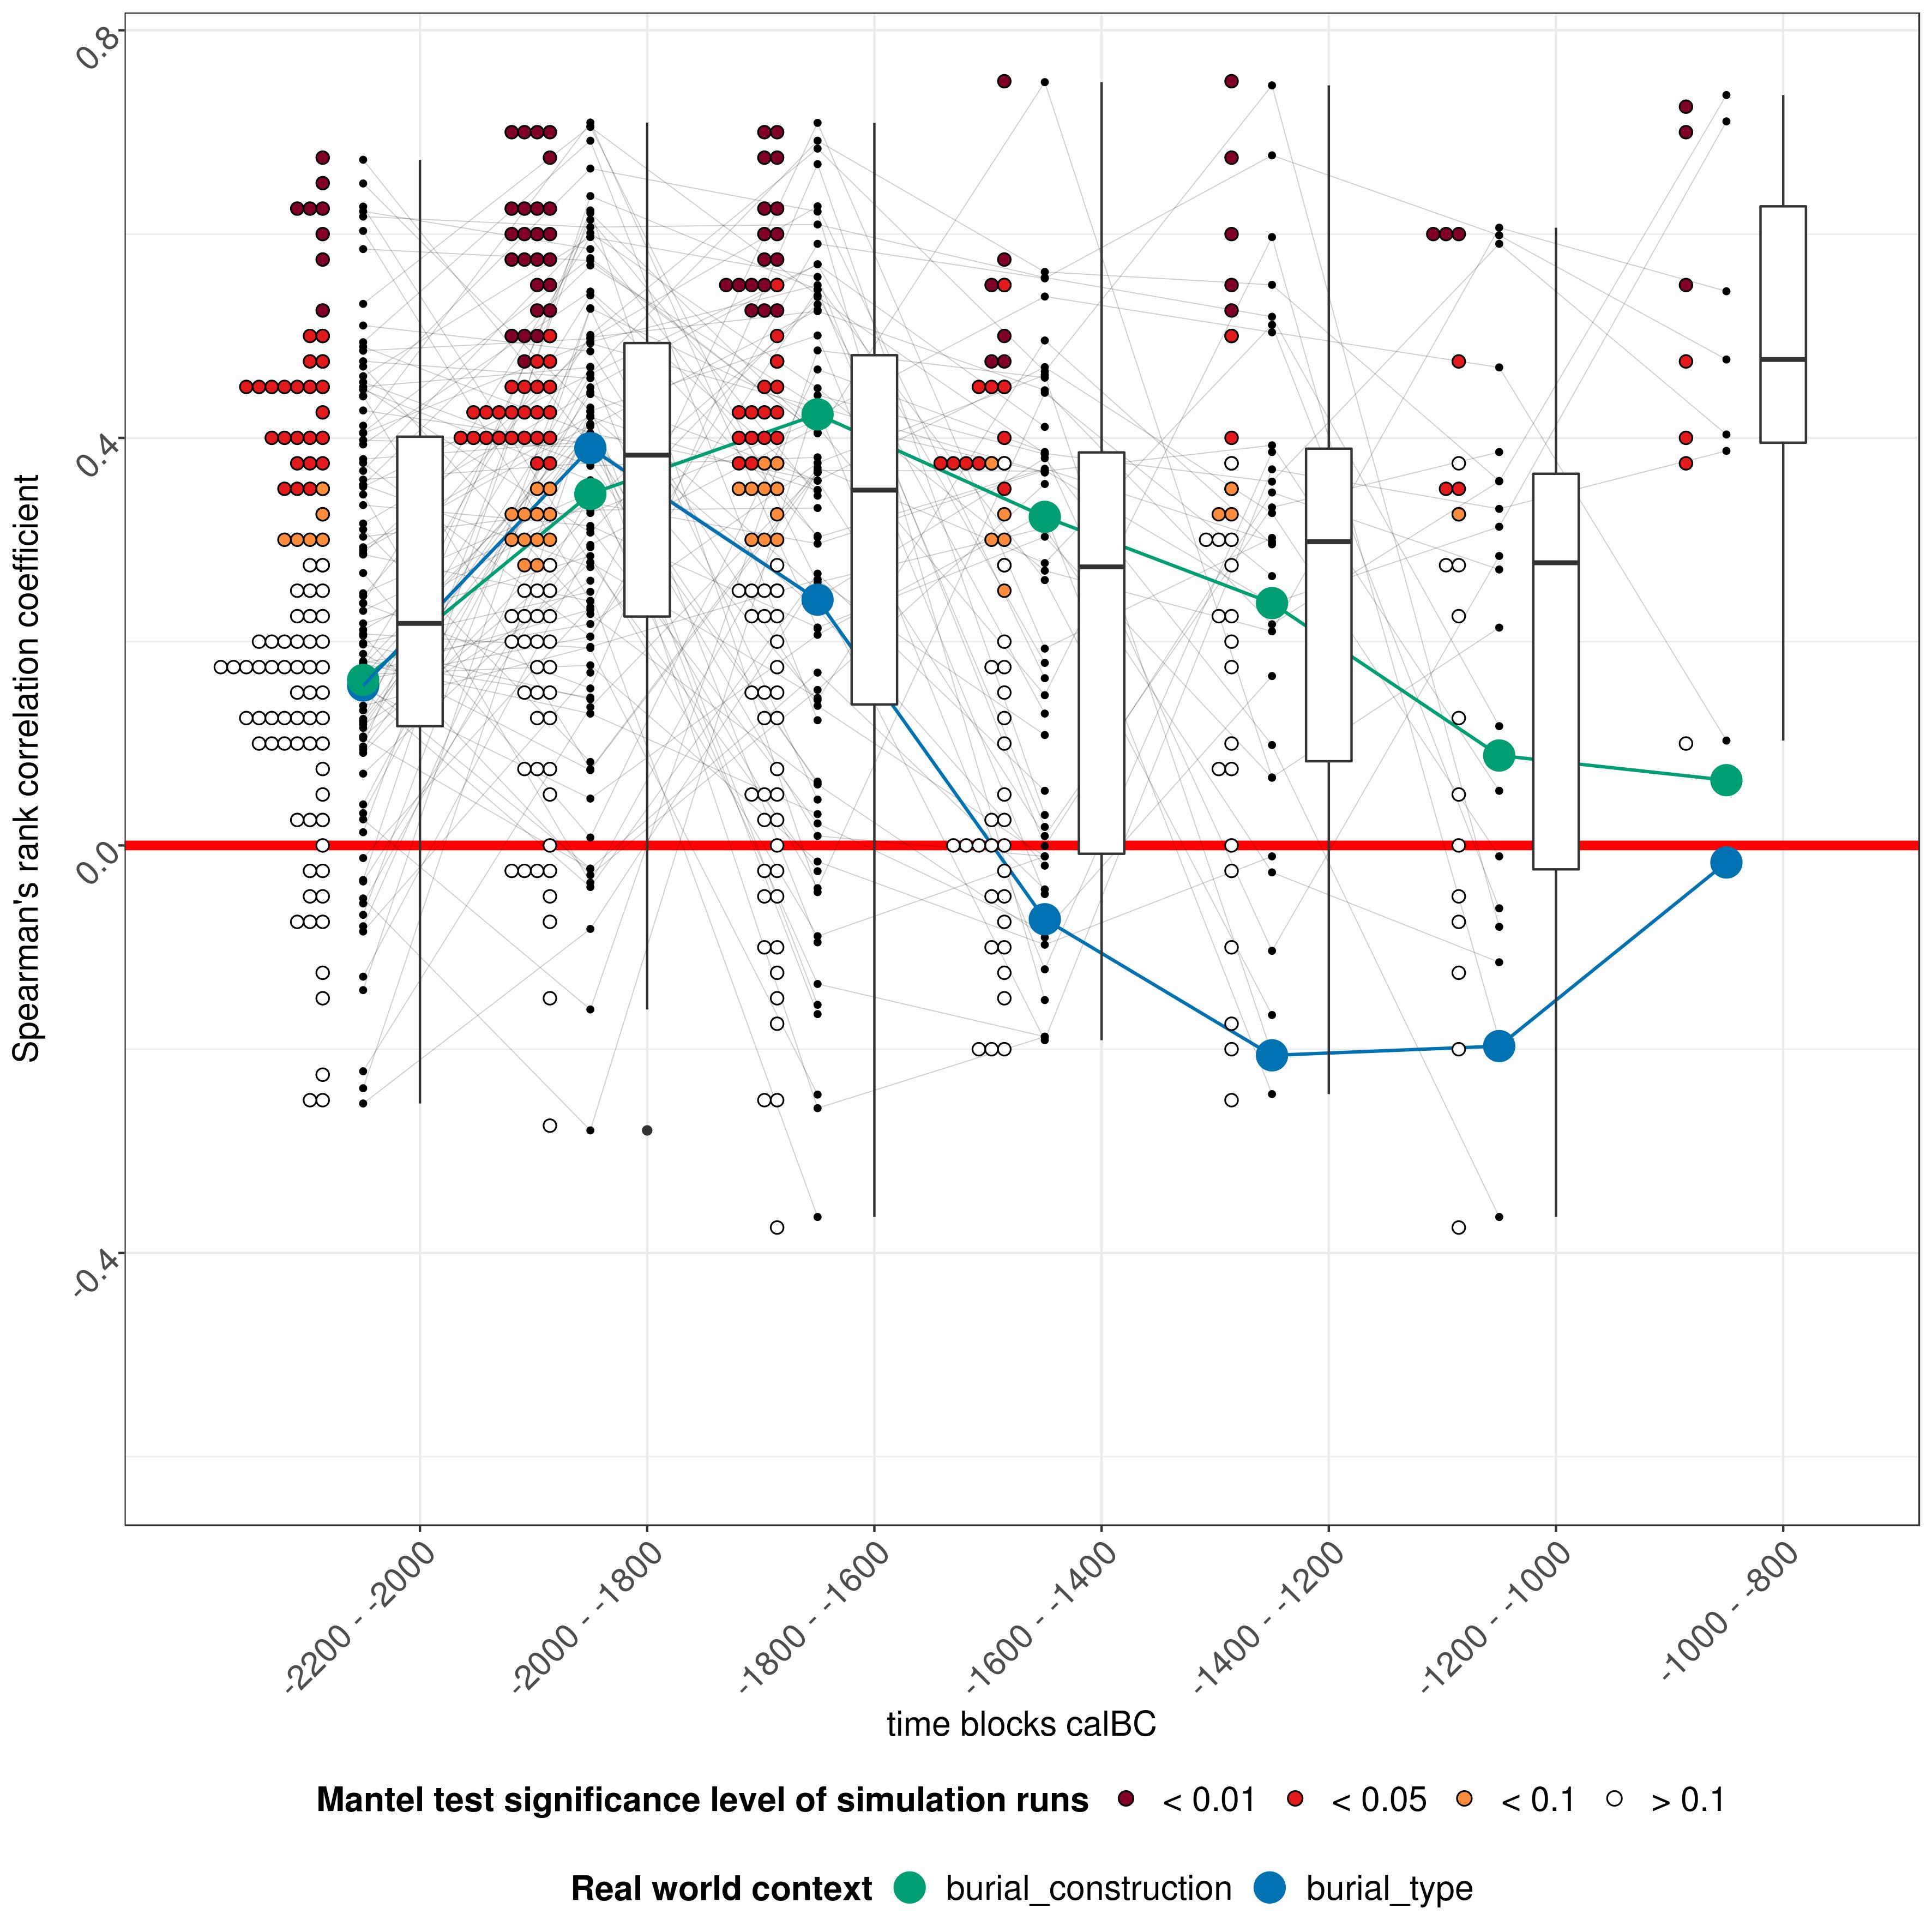 Spearman's rank correlation coefficient
0.8
0.4
0.0
-0.4
-2200 - -2000
-2000 - -1800
-1800 - -1600
-1600 - -1400
-1400 - -1200
-1200 - -1000
-1000 - -800
time blocks calBC
Mantel test significance level of simulation runs < 0.01 < 0.05 < 0.1 > 0.1
Real world context burial_construction burial_type